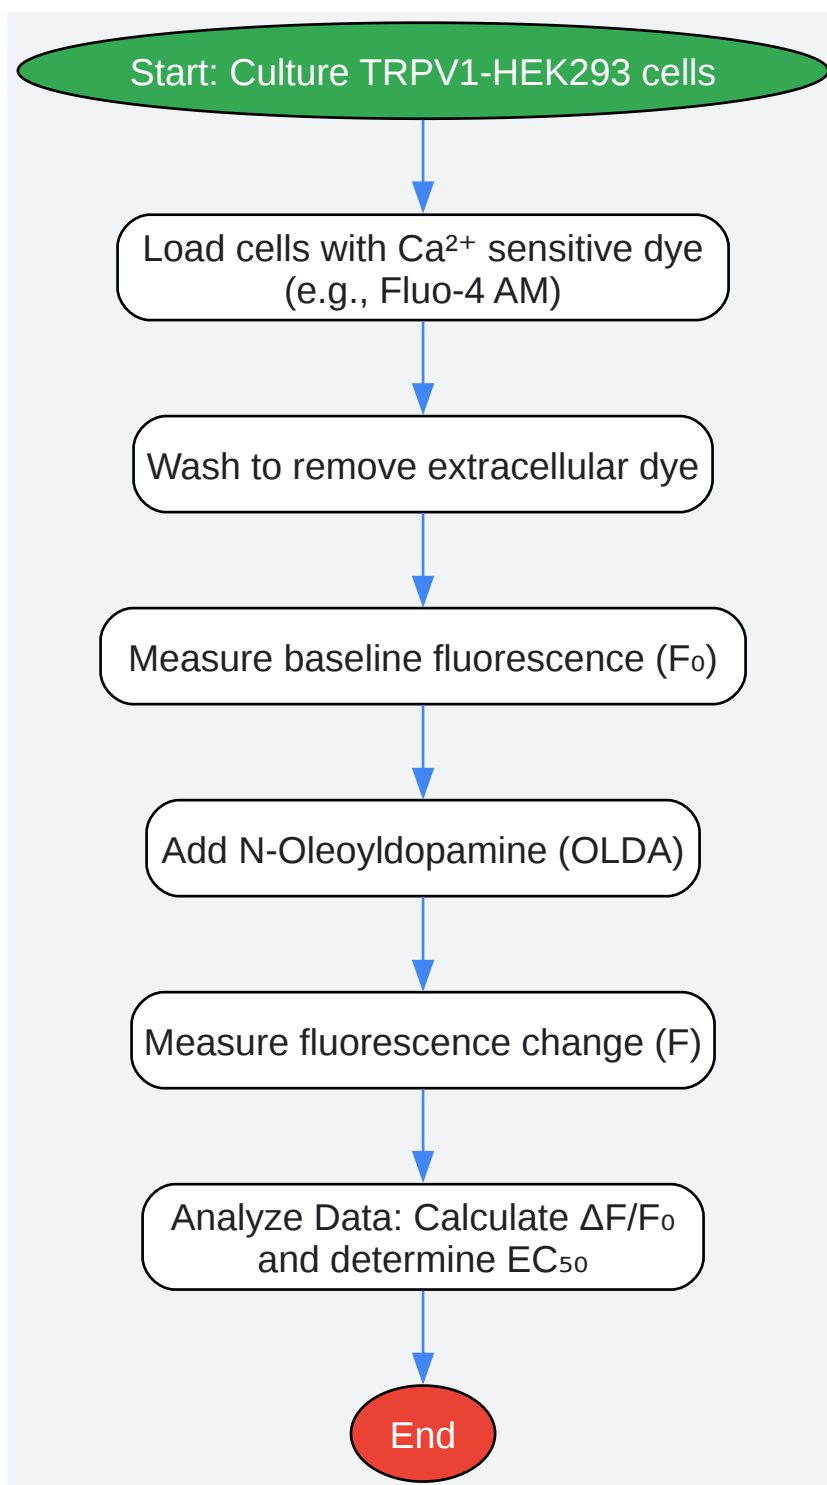 Start: Culture TRPV1-HEK293 cells
Load cells with Ca²⁺ sensitive dye
(e.g., Fluo-4 AM)
Wash to remove extracellular dye
Measure baseline fluorescence (F₀)
Add N-Oleoyldopamine (OLDA)
Measure fluorescence change (F)
Analyze Data: Calculate ΔF/F₀
and determine EC₅₀
End